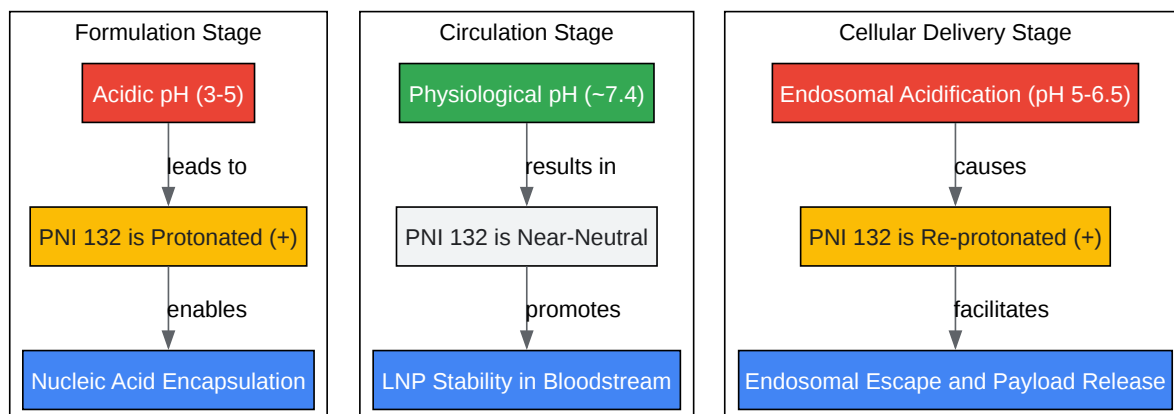 Formulation Stage
Acidic pH (3-5)
leads to
PNI 132 is Protonated (+)
enables
Nucleic Acid Encapsulation
Circulation Stage
Physiological pH (~7.4)
results in
PNI 132 is Near-Neutral
promotes
LNP Stability in Bloodstream
Cellular Delivery Stage
Endosomal Acidification (pH 5-6.5)
causes
PNI 132 is Re-protonated (+)
facilitates
Endosomal Escape and Payload Release